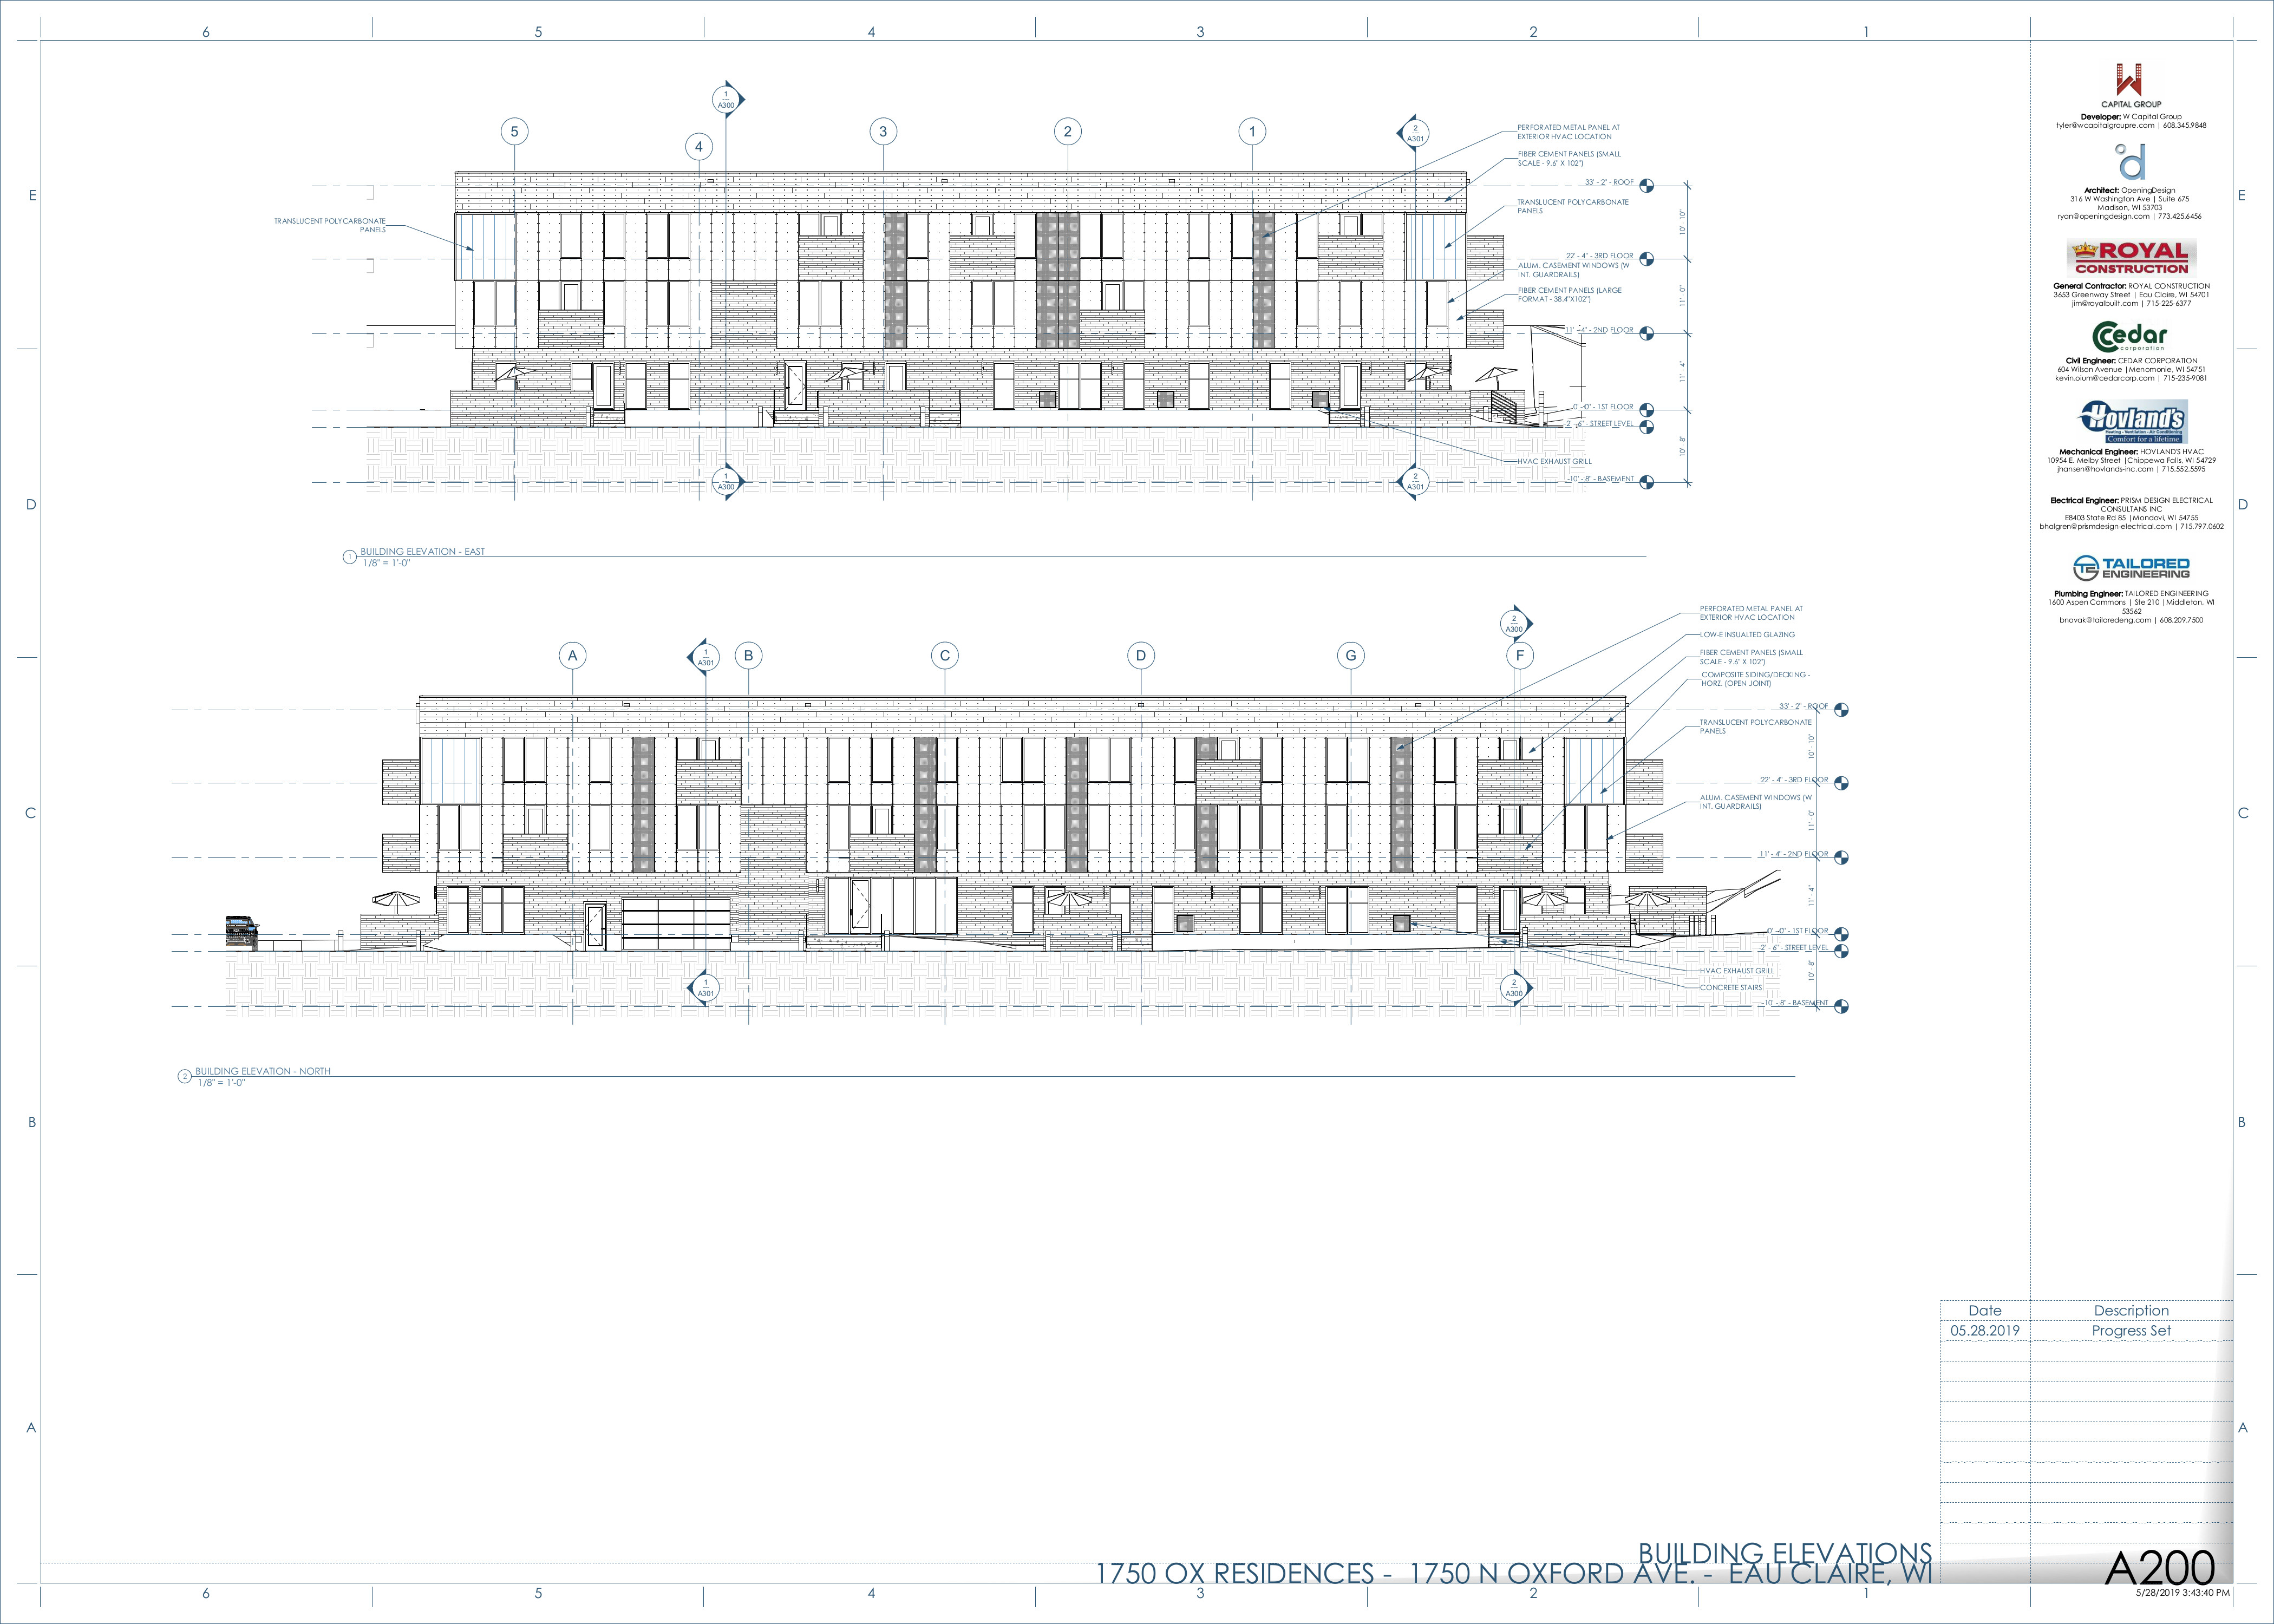 6 5 4 3 2 1
E
D
C
B
A
1
A300
5
4
3
2
1
2
A301
TRANSLUCENT POLYCARBONATE
PANELS
PERFORATED METAL PANEL AT
EXTERIOR HVAC LOCATION
FIBER CEMENT PANELS (SMALL
SCALE - 9.6" X 102")
33' - 2" - ROOF
TRANSLUCENT POLYCARBONATE
PANELS
10' - 10"
22' - 4" - 3RD FLOOR
ALUM. CASEMENT WINDOWS (W
INT. GUARDRAILS)
11' - 0"
FIBER CEMENT PANELS (LARGE
FORMAT - 38.4"X102")
11' - 4" - 2ND FLOOR
11' - 4"
0' - 0" - 1ST FLOOR
-2' - 6" - STREET LEVEL
10' - 8"
HVAC EXHAUST GRILL
-10' - 8" - BASEMENT
1
A300
2
A301
1
BUILDING ELEVATION - EAST
1/8" = 1'-0"
A
1
A301
B
C
D
G
2
A300
F
PERFORATED METAL PANEL AT
EXTERIOR HVAC LOCATION
LOW-E INSUALTED GLAZING
FIBER CEMENT PANELS (SMALL
SCALE - 9.6" X 102")
COMPOSITE SIDING/DECKING -
HORZ. (OPEN JOINT)
33' - 2" - ROOF
TRANSLUCENT POLYCARBONATE
PANELS
10' - 10"
22' - 4" - 3RD FLOOR
ALUM. CASEMENT WINDOWS (W
INT. GUARDRAILS)
11' - 0"
11' - 4" - 2ND FLOOR
11' - 4"
0' - 0" - 1ST FLOOR
-2' - 6" - STREET LEVEL
10' - 8"
HVAC EXHAUST GRILL
CONCRETE STAIRS
-10' - 8" - BASEMENT
1
A301
2
A300
2
BUILDING ELEVATION - NORTH
1/8" = 1'-0"
W
CAPITAL GROUP
Developer: W Capital Group
tyler@wcapitalgroupre.com | 608.345.9848
d
Architect: OpeningDesign
316 W Washington Ave | Suite 675
Madison, WI 53703
ryan@openingdesign.com | 773.425.6456
ROYAL
CONSTRUCTION
General Contractor: ROYAL CONSTRUCTION
3653 Greenway Street | Eau Claire, WI 54701
jim@royalbuilt.com | 715-225-6377
Cedar
corporation
Civil Engineer: CEDAR CORPORATION
604 Wilson Avenue |Menomonie, WI 54751
kevin.oium@cedarcorp.com | 715-235-9081
Hovland's
Heating - Ventilation - Air Conditioning
Comfort for a lifetime.
Mechanical Engineer: HOVLAND'S HVAC
10954 E. Melby Street |Chippewa Falls, WI 54729
jhansen@hovlands-inc.com | 715.552.5595
Electrical Engineer: PRISM DESIGN ELECTRICAL
CONSULTANS INC
E8403 State Rd 85 |Mondovi, WI 54755
bhalgren@prismdesign-electrical.com | 715.797.0602
TE TAILORED
ENGINEERING
Plumbing Engineer: TAILORED ENGINEERING
1600 Aspen Commons | Ste 210 |Middleton, WI
53562
bnovak@tailoredeng.com | 608.209.7500
E
D
C
B
A
Date Description
05.28.2019 Progress Set
BUILDING ELEVATIONS
1750 OX RESIDENCES - 1750 N OXFORD AVE. - EAU CLAIRE, WI
A200
5/28/2019 3:43:40 PM
6 5 4 3 2 1